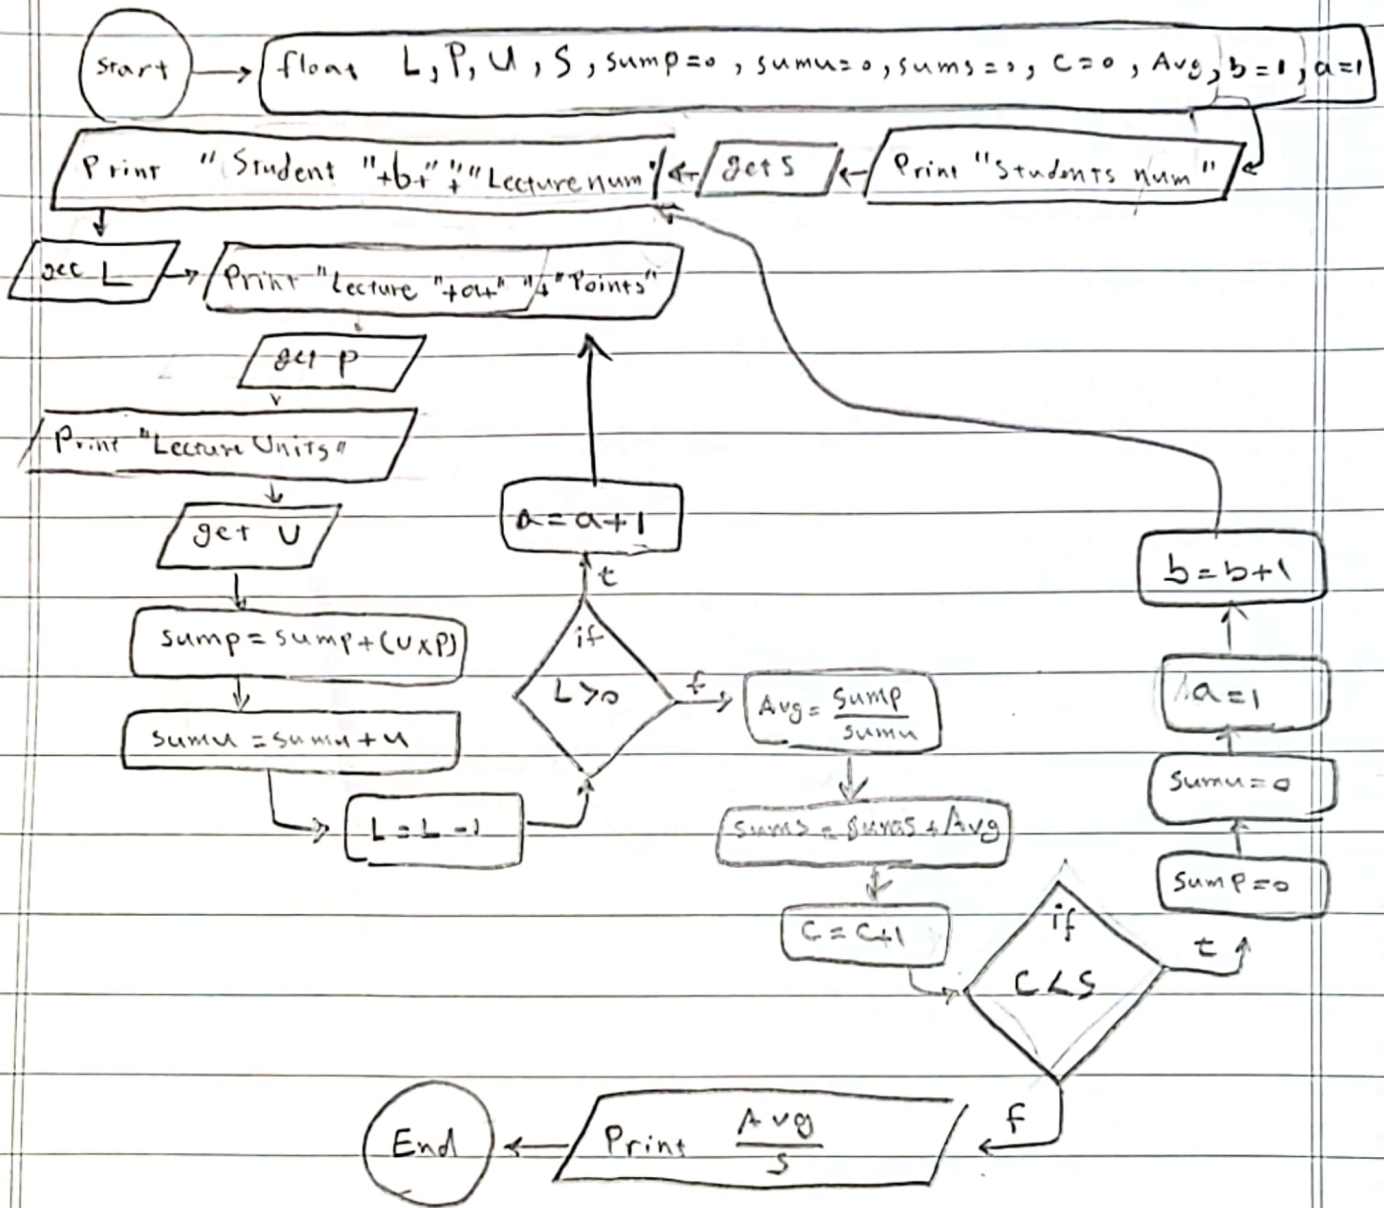 Start
float L, P, U, S, sump=0, sumu=0, sums=0, c=0, Avg, b=1, a=1
Print "Students num"
get S
Print "Student "+b+" "+"Lecture num"
get L
Print "Lecture "+a+" "+"Points"
get P
Print "Lecture Units"
get U
sump = sump + (U×P)
sumu = sumu + u
L = L - 1
if
L > 0
t
a = a + 1
f
Avg = sump / sumu
sums = sums + Avg
c = c+1
if
C < S
t
sump = 0
sumu = 0
a = 1
b = b+1
f
Print Avg / S
End